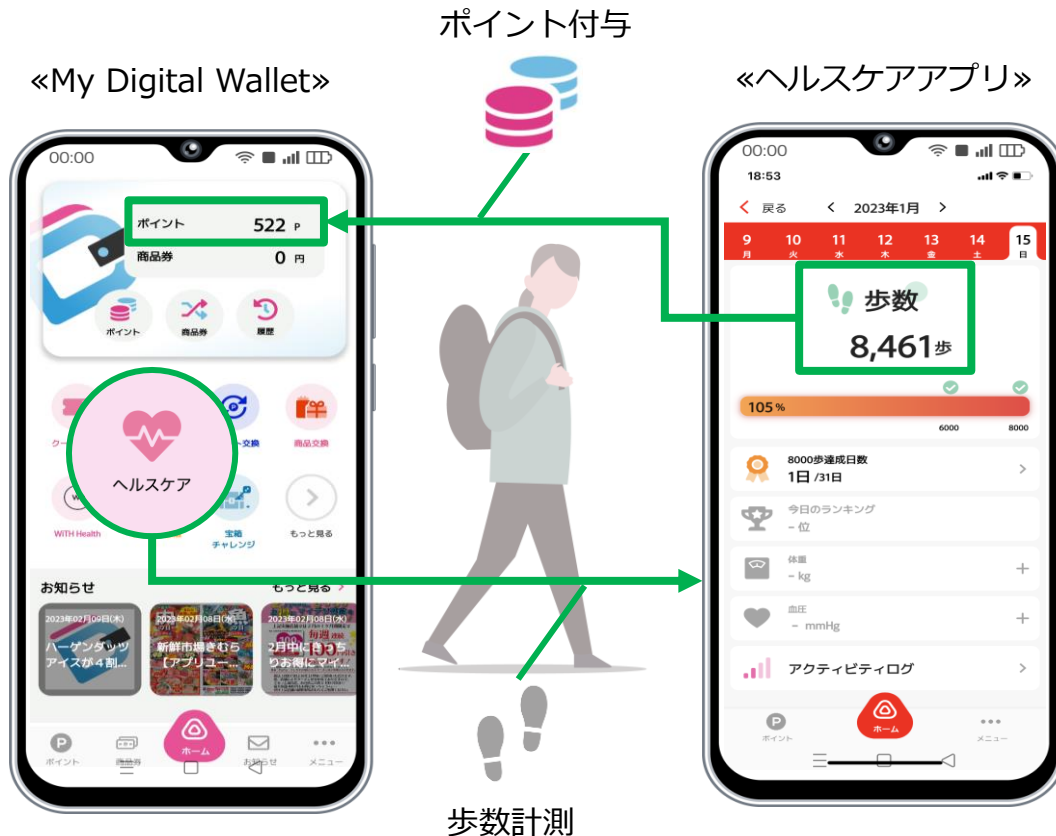 ポイント付与
«My Digital Wallet»
«ヘルスケアアプリ»
00:00
ポイント 522 P
商品券 0 円
ポイント 商品券 履歴
商品交換
ヘルスケア
WiTH Health
宝箱
チャレンジ
もっと見る
お知らせ もっと見る
2023年02月09日(木)
ハーゲンダッツ
アイスが4割...
2023年02月08日(水)
新鮮市場きむら
【アプリユー...
2023年02月08日(水)
毎週
2月中にきっち
りお得にマイ...
ポイント 商品券 ホーム お知らせ メニュー
00:00
18:53
戻る 2023年1月
9 10 11 12 13 14 15
月 火 水 木 金 土 日
歩数
8,461歩
105%
6000 8000
8000歩達成日数
1日 /31日
今日のランキング
– 位
体重
– kg
血圧
– mmHg
アクティビティログ
ポイント ホーム メニュー
歩数計測